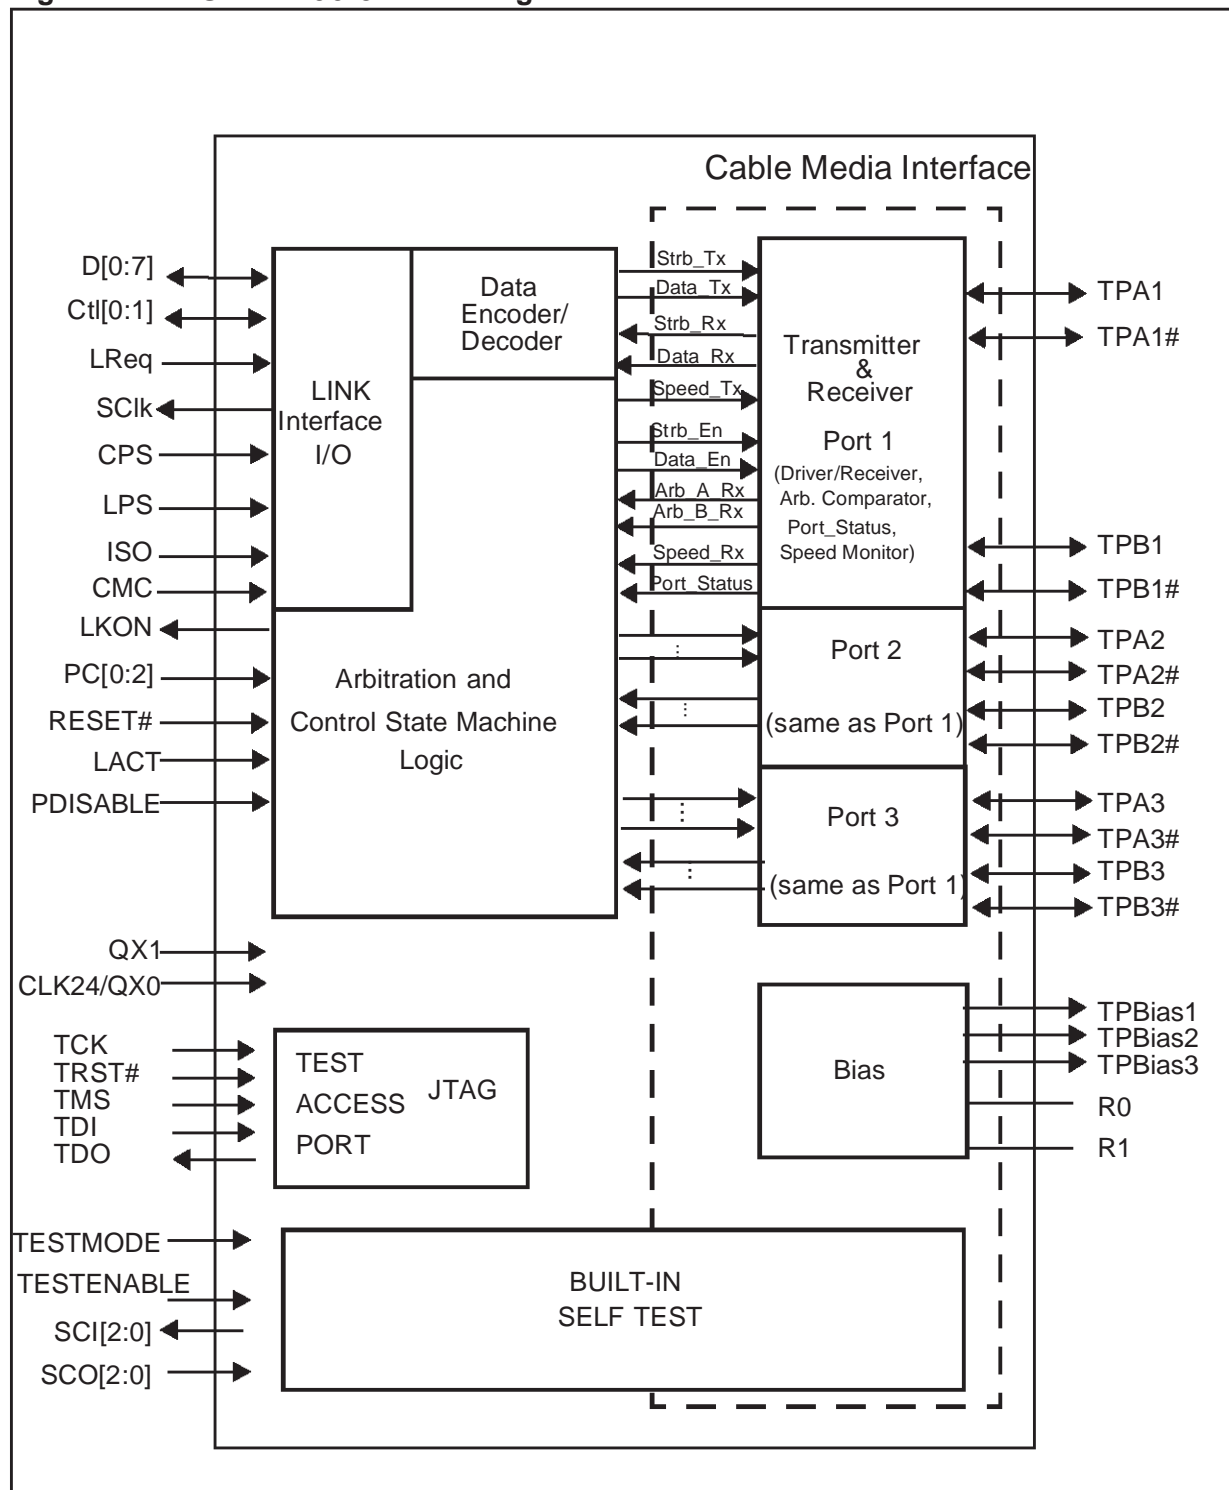 Cable Media Interface
D[0:7]
Ctl[0:1]
LReq
SClk
CPS
LPS
ISO
CMC
LKON
PC[0:2]
RESET#
LACT
PDISABLE
QX1
CLK24/QX0
TCK
TRST#
TMS
TDI
TDO
TESTMODE
TESTENABLE
SCI[2:0]
SCO[2:0]
LINK
Interface
I/O
Data
Encoder/
Decoder
Arbitration and
Control State Machine
Logic
Strb_Tx
Data_Tx
Strb_Rx
Data_Rx
Speed_Tx
Strb_En
Data_En
Arb_A_Rx
Arb_B_Rx
Speed_Rx
Port_Status
Transmitter
&
Receiver
Port 1
(Driver/Receiver,
Arb. Comparator,
Port_Status,
Speed Monitor)
Port 2
(same as Port 1)
Port 3
(same as Port 1)
TPA1
TPA1#
TPB1
TPB1#
TPA2
TPA2#
TPB2
TPB2#
TPA3
TPA3#
TPB3
TPB3#
Bias
TPBias1
TPBias2
TPBias3
R0
R1
TEST
ACCESS
PORT
JTAG
BUILT-IN
SELF TEST